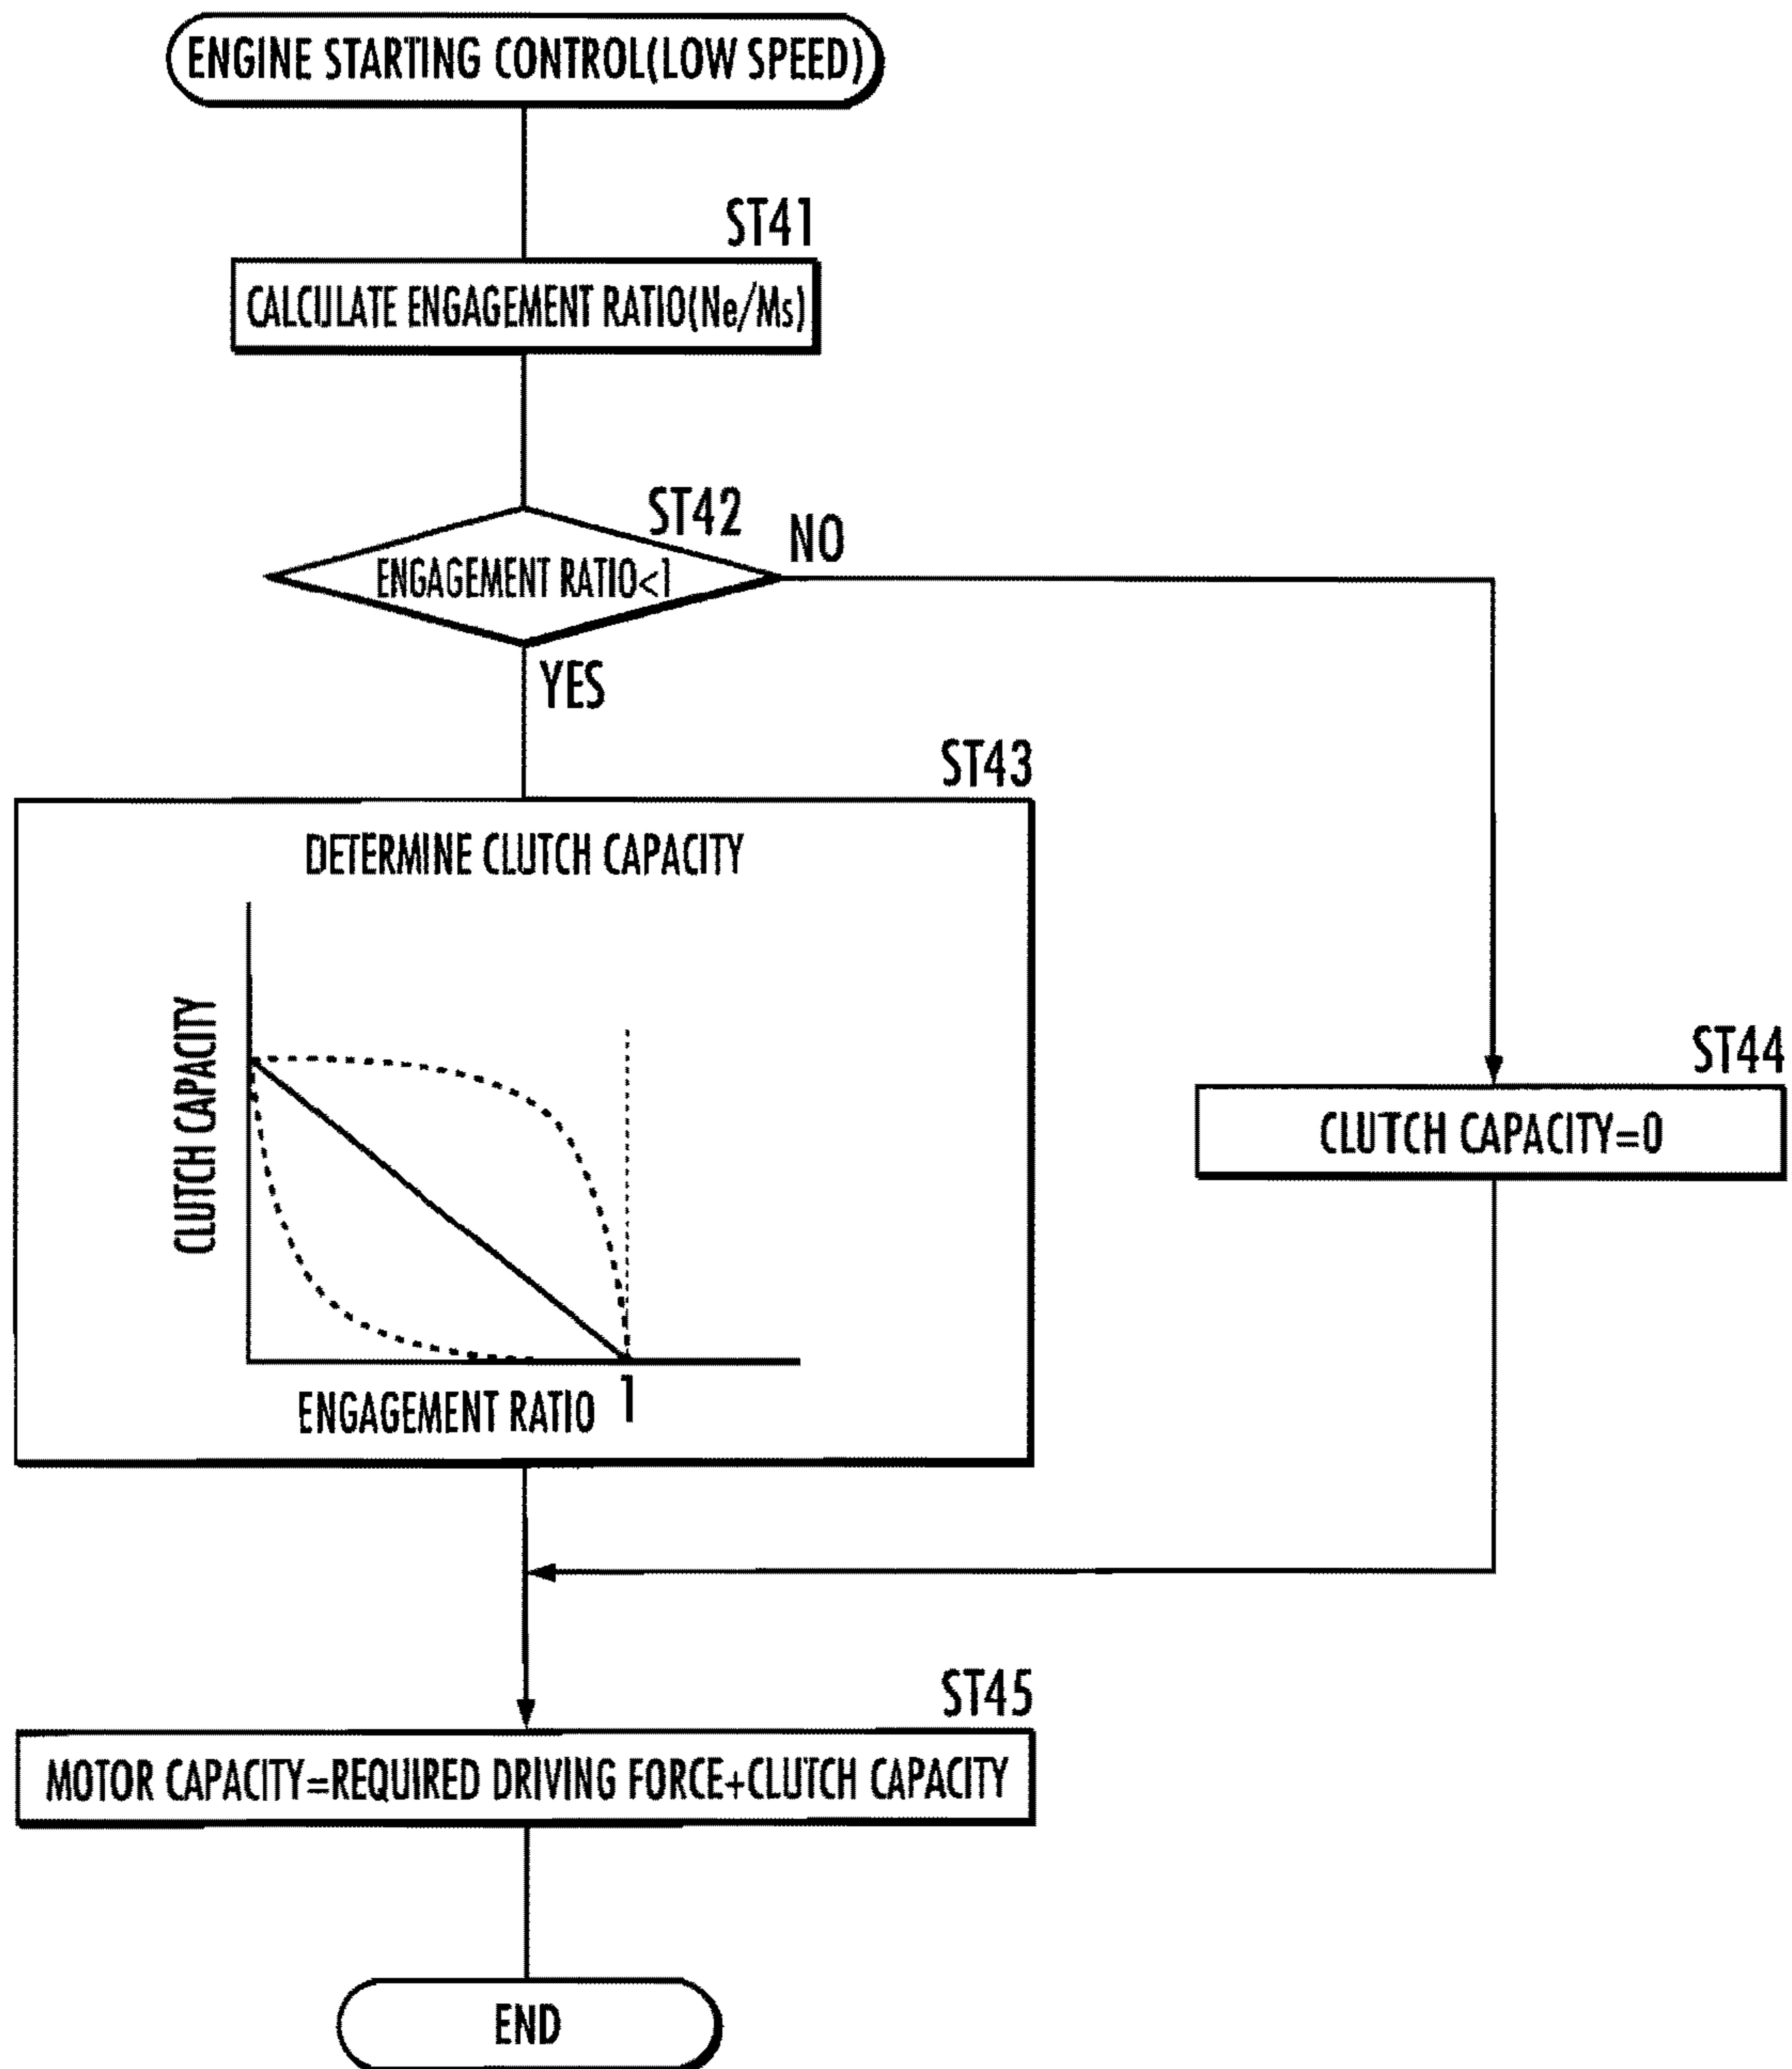 ENGINE STARTING CONTROL(LOW SPEED)
ST41
CALCULATE ENGAGEMENT RATIO(Ne/Ms)
ST42
NO
ENGAGEMENT RATIO<1
YES
ST43
DETERMINE CLUTCH CAPACITY
CLUTCH CAPACITY
ENGAGEMENT RATIO 1
ST44
CLUTCH CAPACITY=0
ST45
MOTOR CAPACITY=REQUIRED DRIVING FORCE+CLUTCH CAPACITY
END